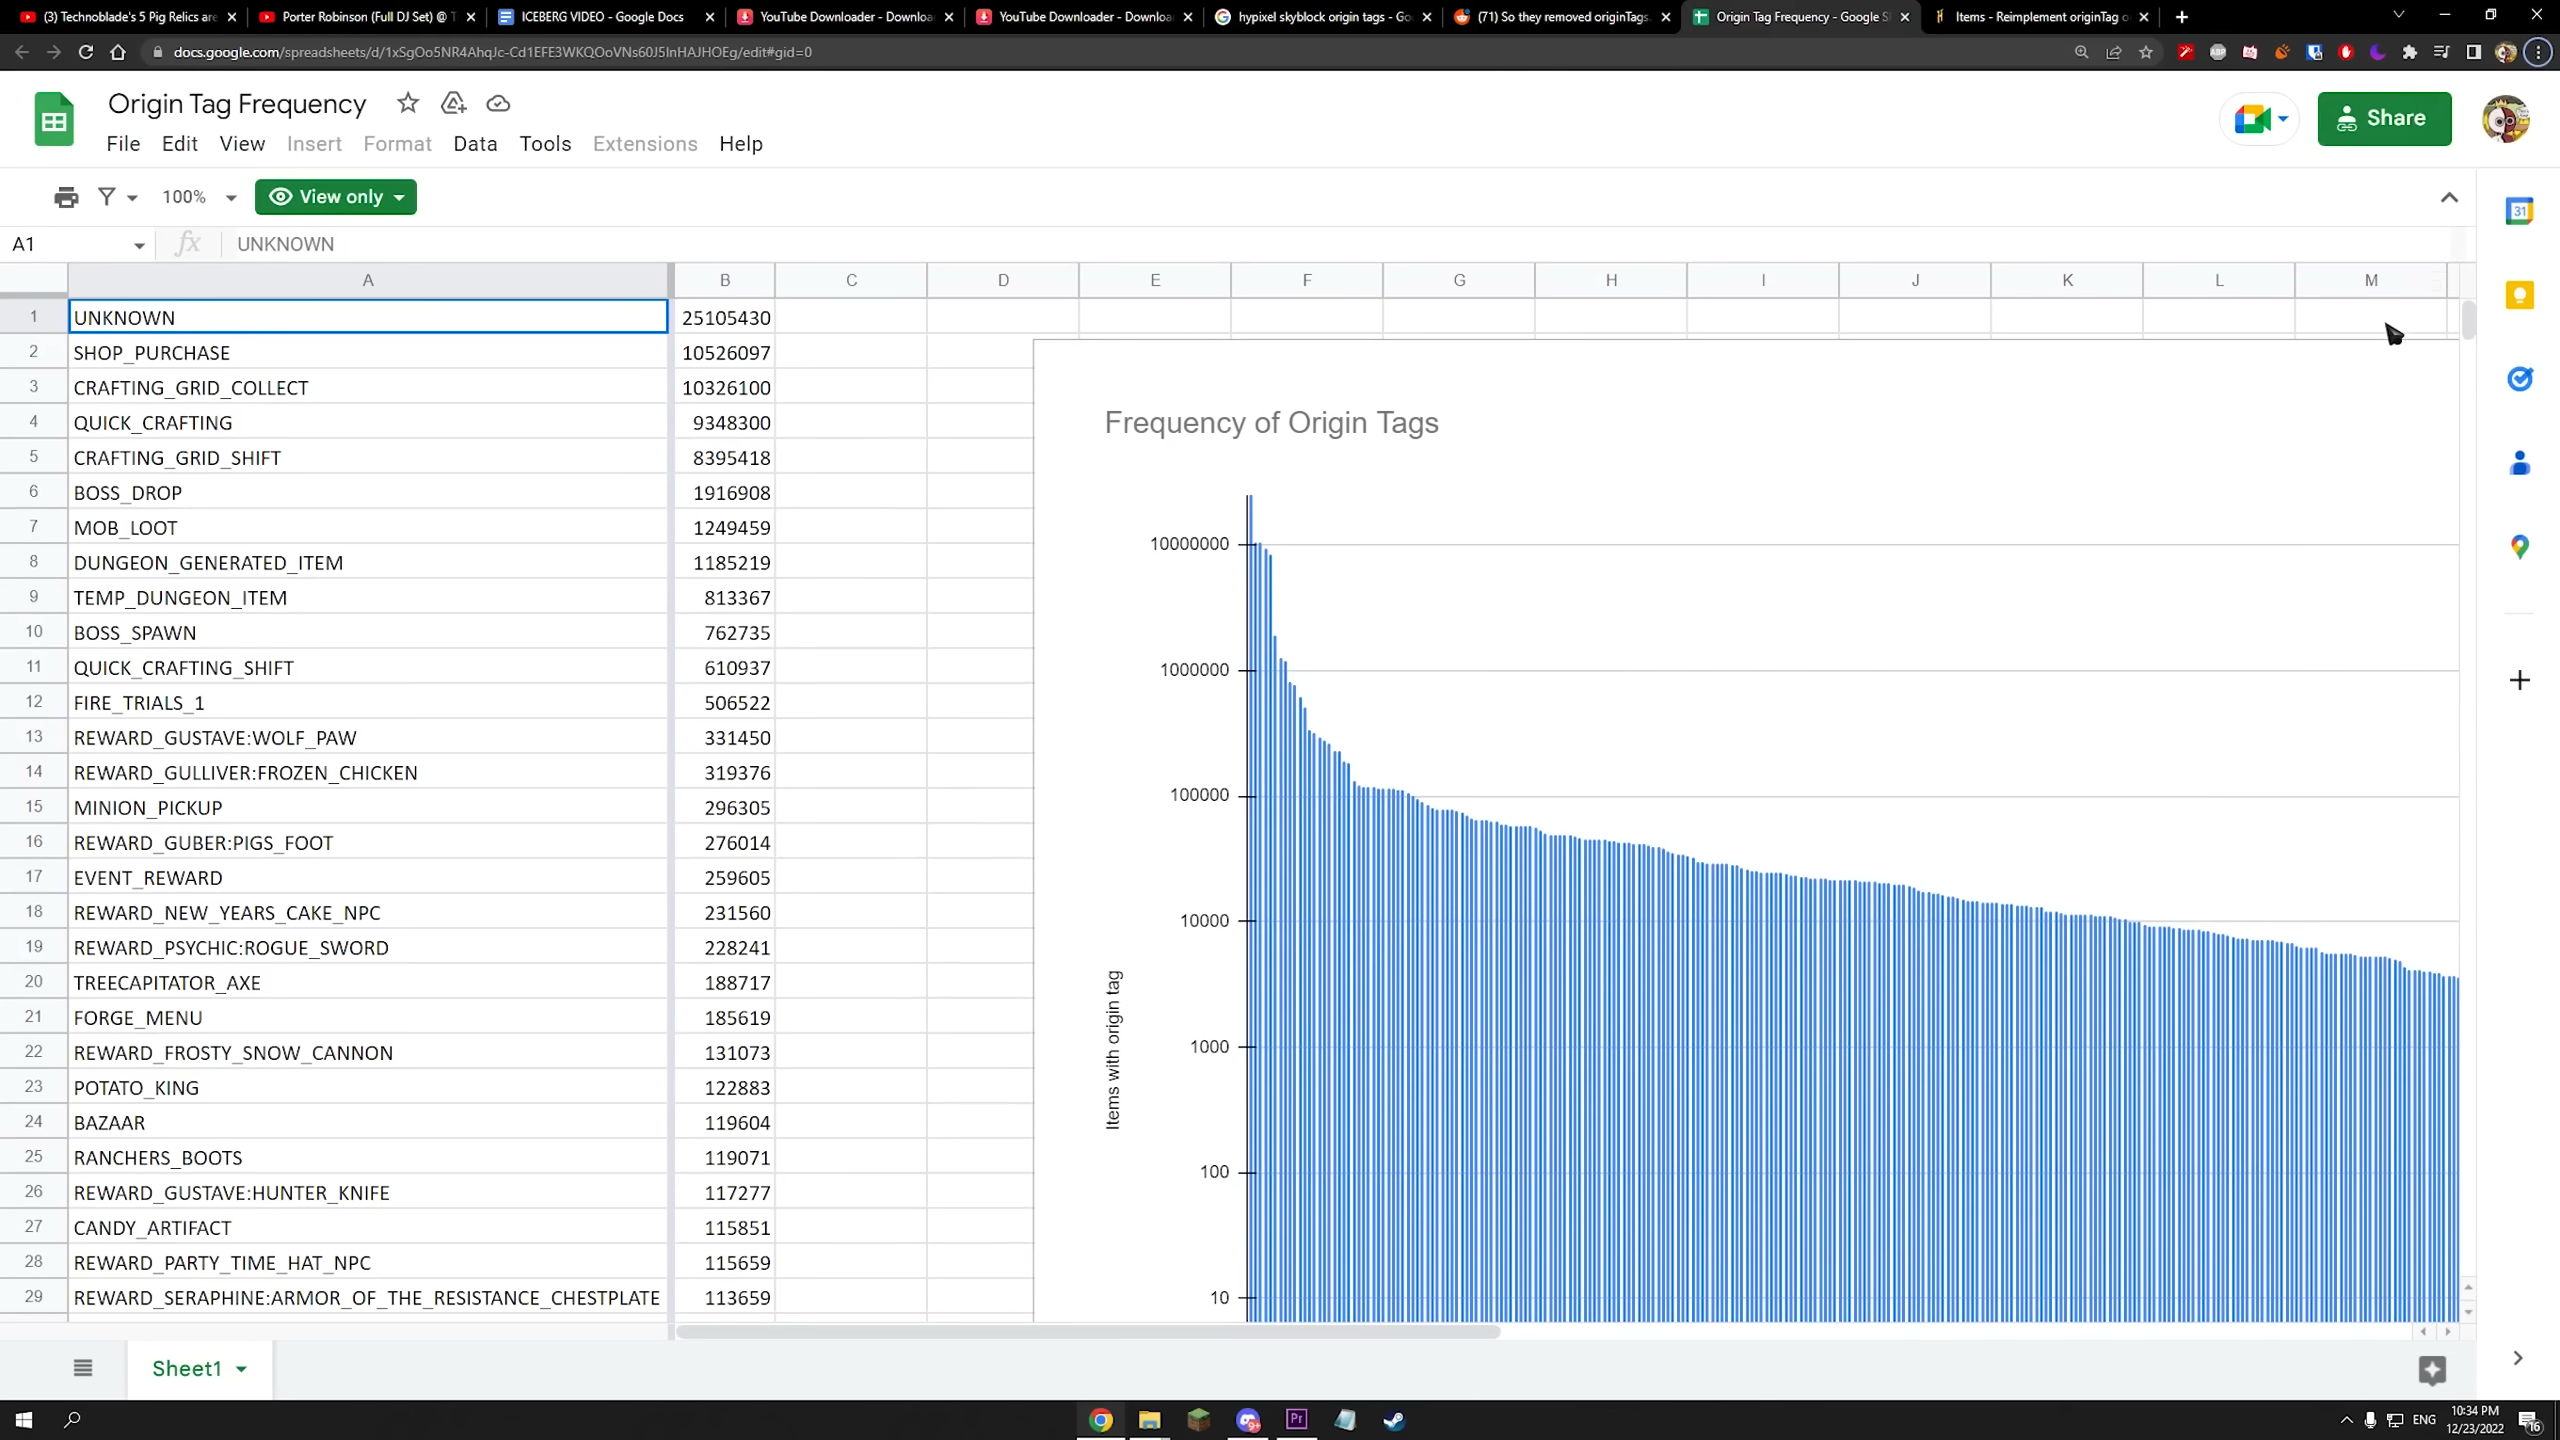 (3) Technoblade's 5 Pig Relics are
Porter Robinson (Full DJ Set) @ T
ICEBERG VIDEO - Google Docs
YouTube Downloader - Downloa
YouTube Downloader - Downloa
hypixel skyblock origin tags - Go
(71) So they removed originTags.
Origin Tag Frequency - Google S
Items - Reimplement originTag o
docs.google.com/spreadsheets/d/1xSgOo5NR4AhqJc-Cd1EFE3WKQOoVNs60J5InHAJHOEg/edit#gid=0
Origin Tag Frequency
Share
File Edit View Insert Format Data Tools Extensions Help
100% View only
31
A1 fx UNKNOWN
A B C D E F G H I J K L M
1 UNKNOWN 25105430
2 SHOP_PURCHASE 10526097
3 CRAFTING_GRID_COLLECT 10326100
4 QUICK_CRAFTING 9348300
5 CRAFTING_GRID_SHIFT 8395418
6 BOSS_DROP 1916908
7 MOB_LOOT 1249459
8 DUNGEON_GENERATED_ITEM 1185219
9 TEMP_DUNGEON_ITEM 813367
10 BOSS_SPAWN 762735
11 QUICK_CRAFTING_SHIFT 610937
12 FIRE_TRIALS_1 506522
13 REWARD_GUSTAVE:WOLF_PAW 331450
14 REWARD_GULLIVER:FROZEN_CHICKEN 319376
15 MINION_PICKUP 296305
16 REWARD_GUBER:PIGS_FOOT 276014
17 EVENT_REWARD 259605
18 REWARD_NEW_YEARS_CAKE_NPC 231560
19 REWARD_PSYCHIC:ROGUE_SWORD 228241
20 TREECAPITATOR_AXE 188717
21 FORGE_MENU 185619
22 REWARD_FROSTY_SNOW_CANNON 131073
23 POTATO_KING 122883
24 BAZAAR 119604
25 RANCHERS_BOOTS 119071
26 REWARD_GUSTAVE:HUNTER_KNIFE 117277
27 CANDY_ARTIFACT 115851
28 REWARD_PARTY_TIME_HAT_NPC 115659
29 REWARD_SERAPHINE:ARMOR_OF_THE_RESISTANCE_CHESTPLATE 113659
Frequency of Origin Tags
10000000
1000000
100000
10000
1000
100
10
Items with origin tag
Sheet1
Pr
ENG
10:34 PM
12/23/2022
16